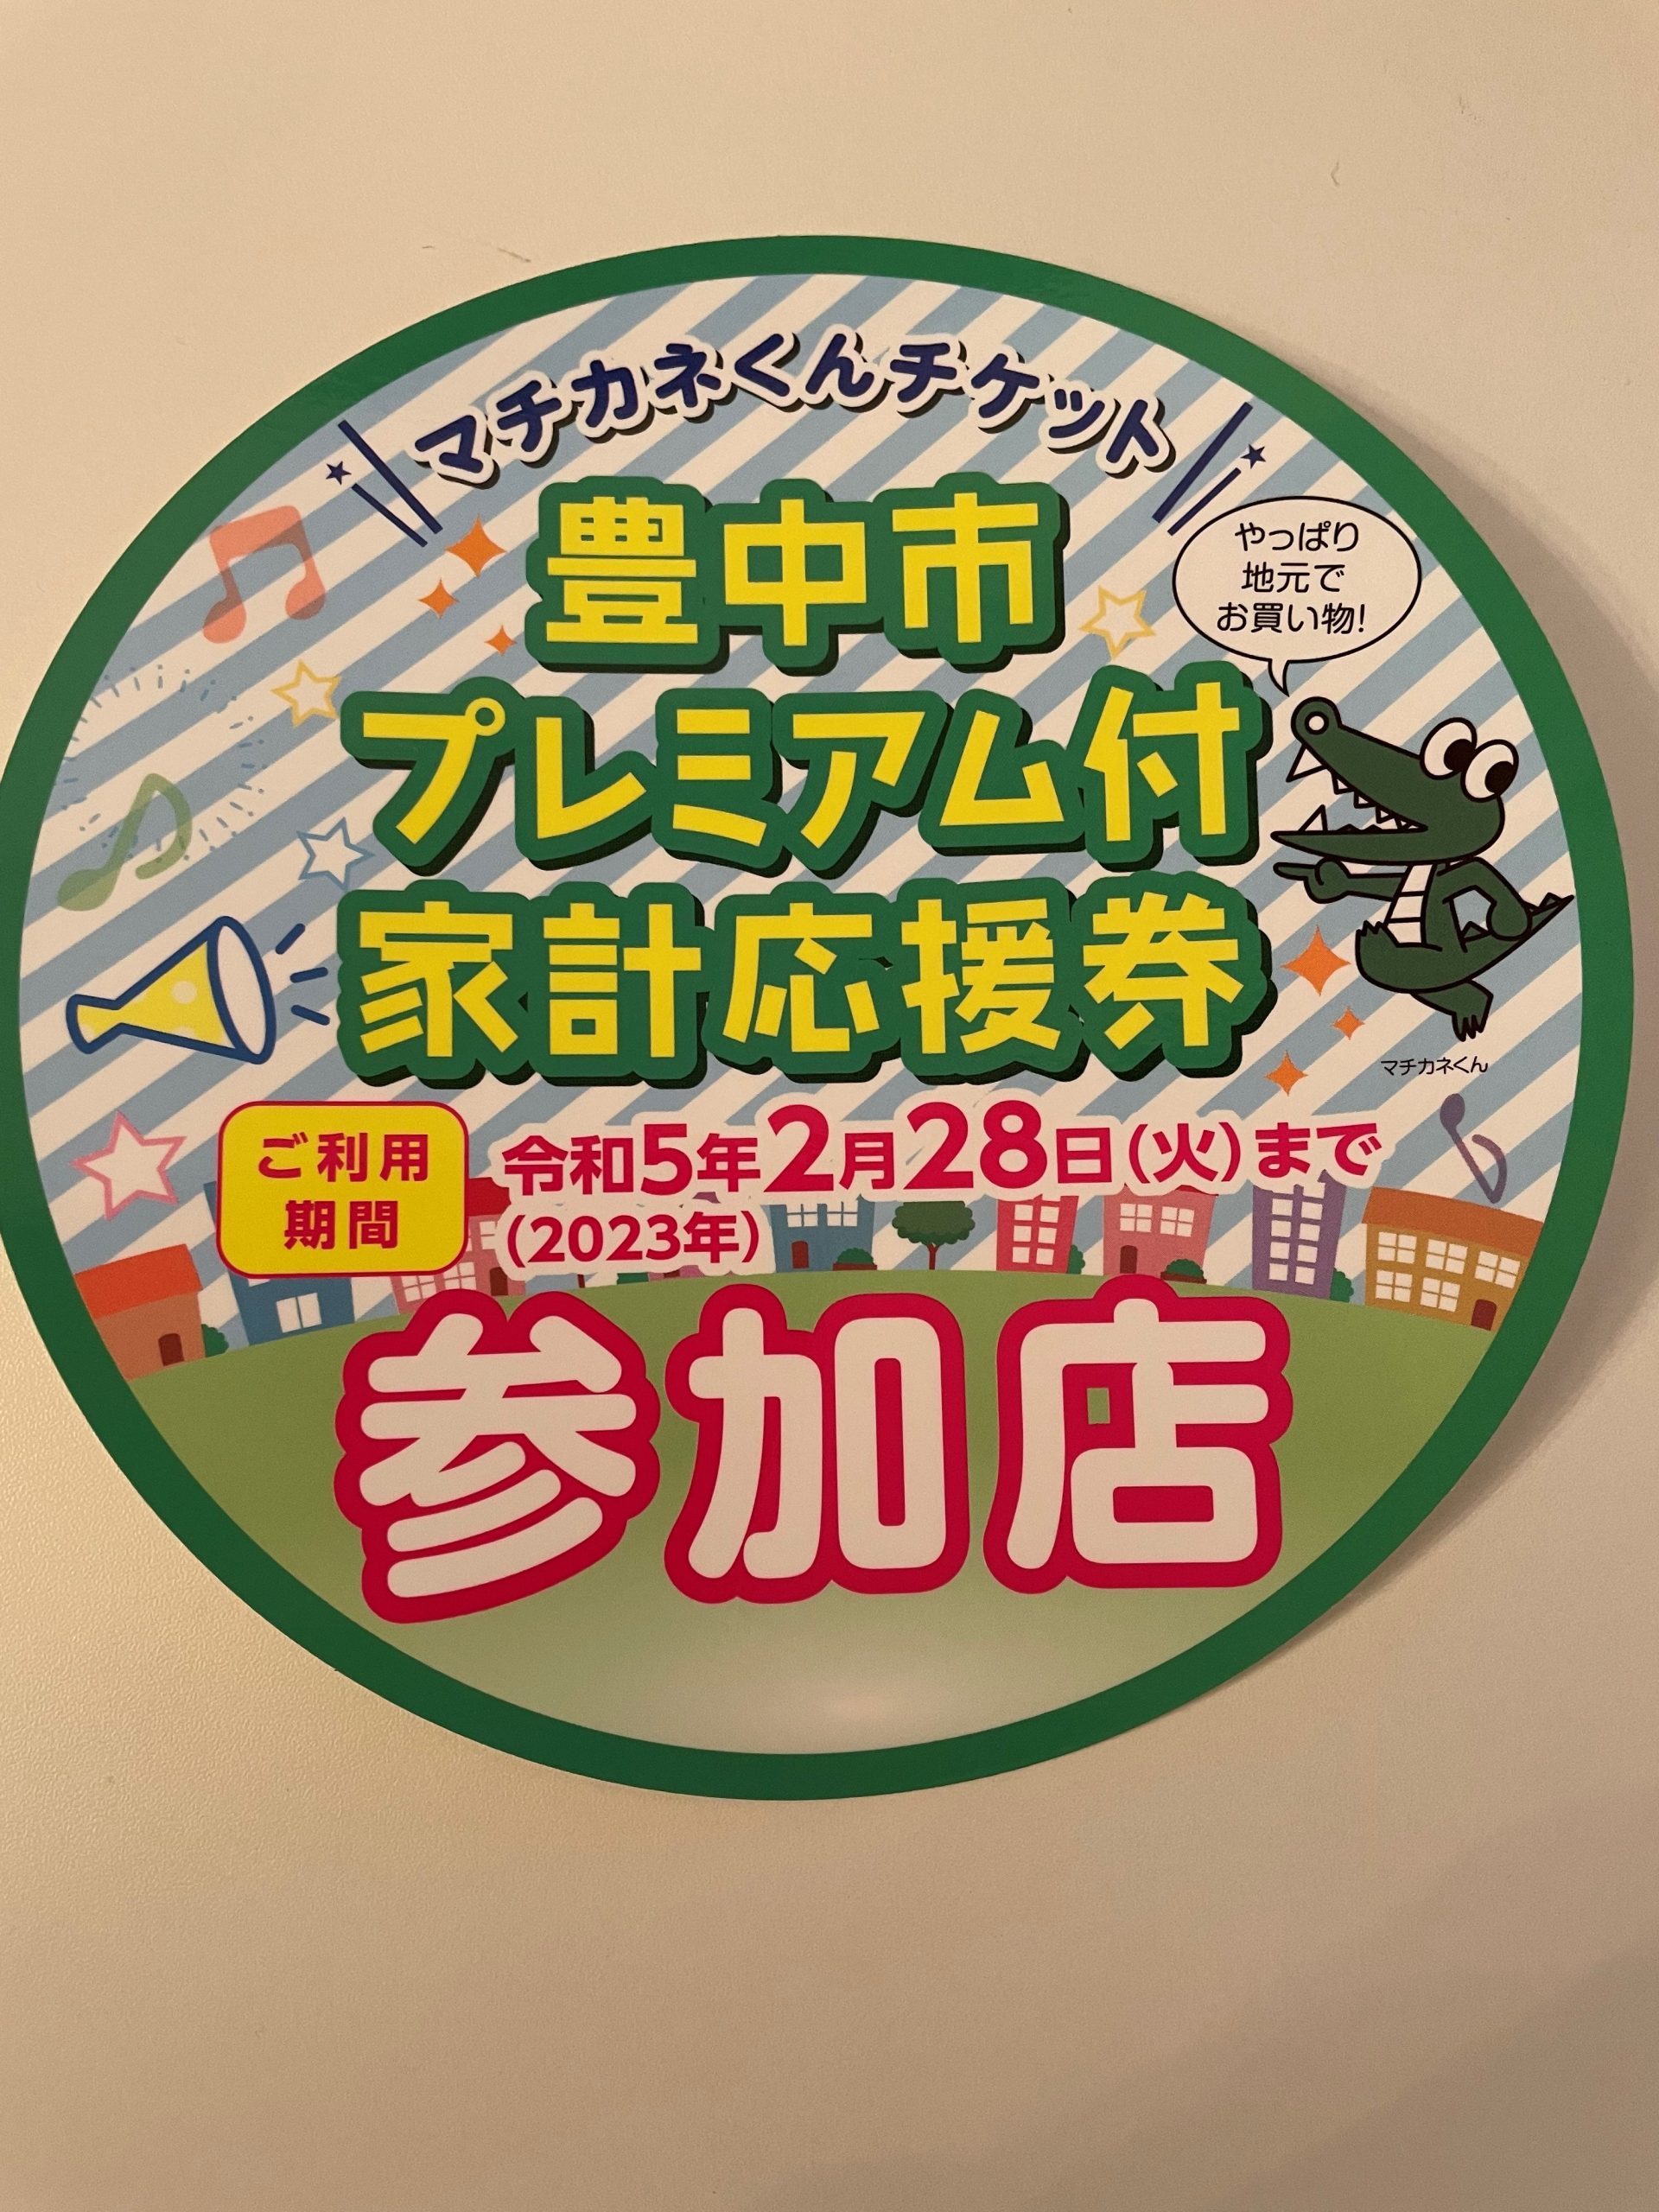 マチカネくんチケット
豊中市
プレミアム付
家計応援券
やっぱり
地元で
お買い物!
マチカネくん
ご利用
期間
令和5年2月28日(火)まで
(2023年)
参加店